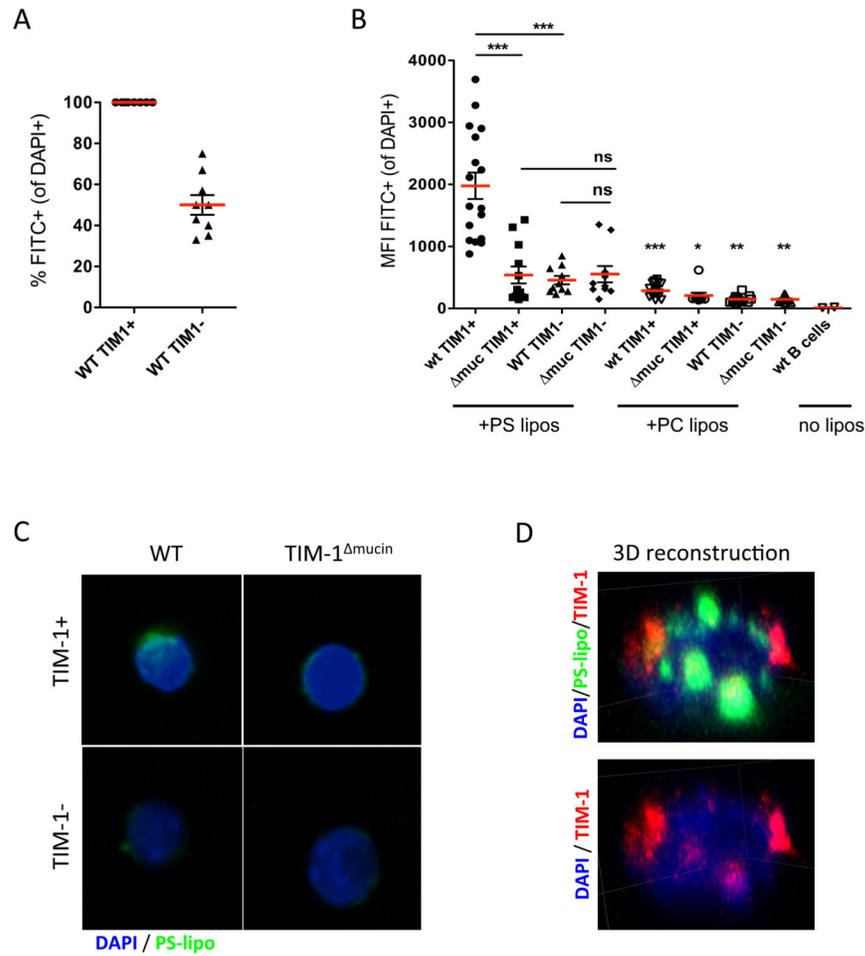 A
% FITC+ (of DAPI+)
100
80
60
40
20
0
WT TIM1+
WT TIM1-
B
MFI FITC+ (of DAPI+)
4000
3000
2000
1000
0
***
***
ns
ns
*** * ** **
wt TIM1+
Δmuc TIM1+
WT TIM1-
Δmuc TIM1-
wt TIM1+
Δmuc TIM1+
WT TIM1-
Δmuc TIM1-
wt B cells
+PS lipos
+PC lipos
no lipos
C
WT
TIM-1Δmucin
TIM-1+
TIM-1-
DAPI / PS-lipo
D
3D reconstruction
DAPI/PS-lipo/TIM-1
DAPI / TIM-1